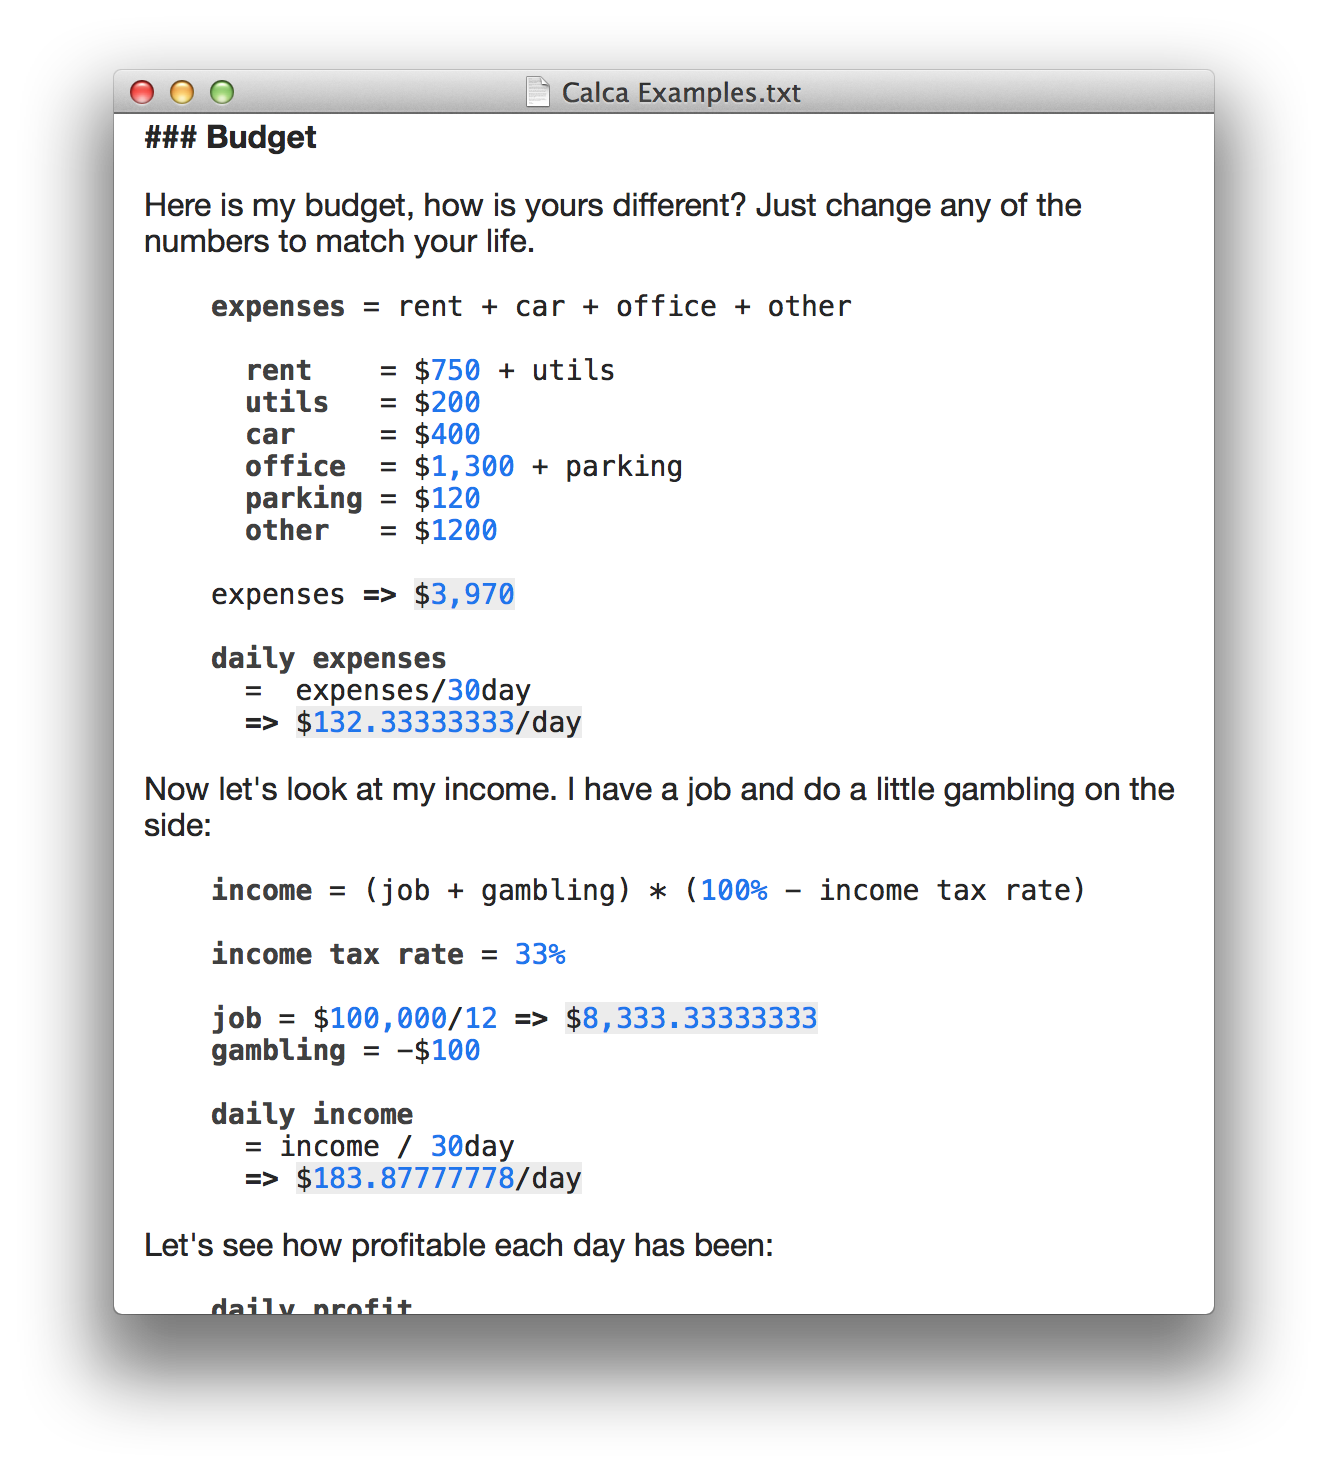 Calca Examples.txt
### Budget
Here is my budget, how is yours different? Just change any of the
numbers to match your life.
expenses = rent + car + office + other
rent    = $750 + utils
utils   = $200
car     = $400
office  = $1,300 + parking
parking = $120
other   = $1200
expenses => $3,970
daily expenses
=  expenses/30day
=> $132.33333333/day
Now let's look at my income. I have a job and do a little gambling on the
side:
income = (job + gambling) * (100% − income tax rate)
income tax rate = 33%
job = $100,000/12 => $8,333.33333333
gambling = −$100
daily income
= income / 30day
=> $183.87777778/day
Let's see how profitable each day has been:
daily profit